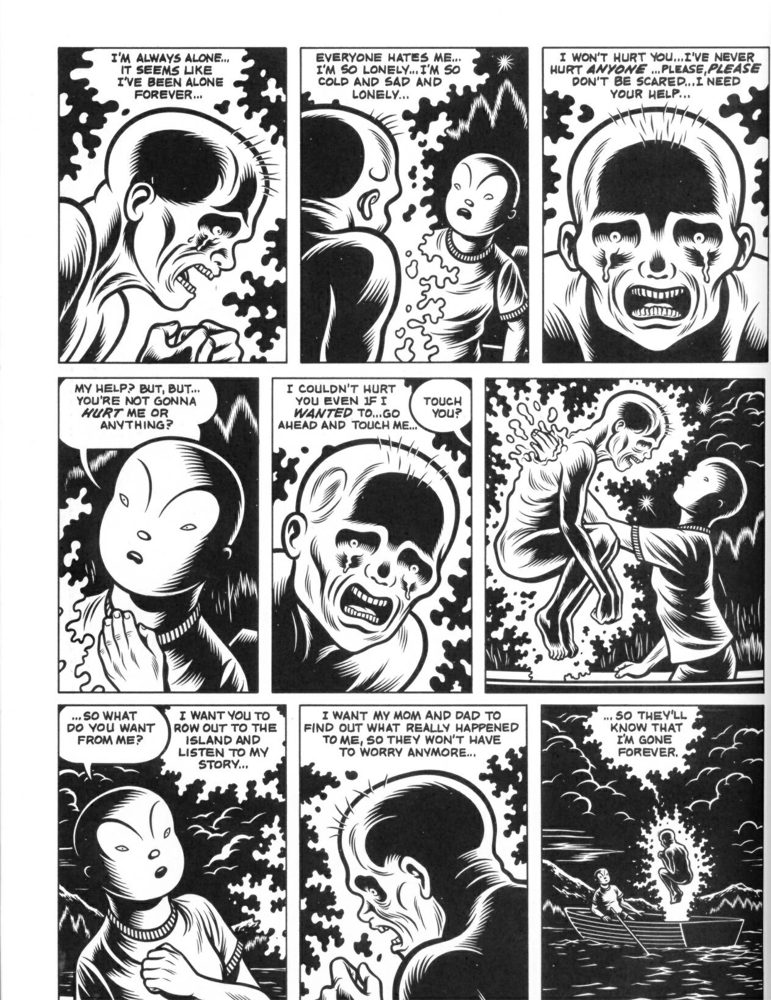 I'M ALWAYS ALONE...
IT SEEMS LIKE
I'VE BEEN ALONE
FOREVER...
EVERYONE HATES ME...
I'M SO LONELY...I'M SO
COLD AND SAD AND
LONELY...
I WON'T HURT YOU...I'VE NEVER
HURT ANYONE ...PLEASE, PLEASE
DON'T BE SCARED...I NEED
YOUR HELP...
MY HELP? BUT, BUT...
YOU'RE NOT GONNA
HURT ME OR
ANYTHING?
I COULDN'T HURT
YOU EVEN IF I
WANTED TO...GO
AHEAD AND TOUCH ME...
TOUCH
YOU?
...SO WHAT
DO YOU WANT
FROM ME?
I WANT YOU TO
ROW OUT TO THE
ISLAND AND
LISTEN TO MY
STORY...
I WANT MY MOM AND DAD TO
FIND OUT WHAT REALLY HAPPENED
TO ME, SO THEY WON'T HAVE
TO WORRY ANYMORE...
...SO THEY'LL
KNOW THAT
I'M GONE
FOREVER.